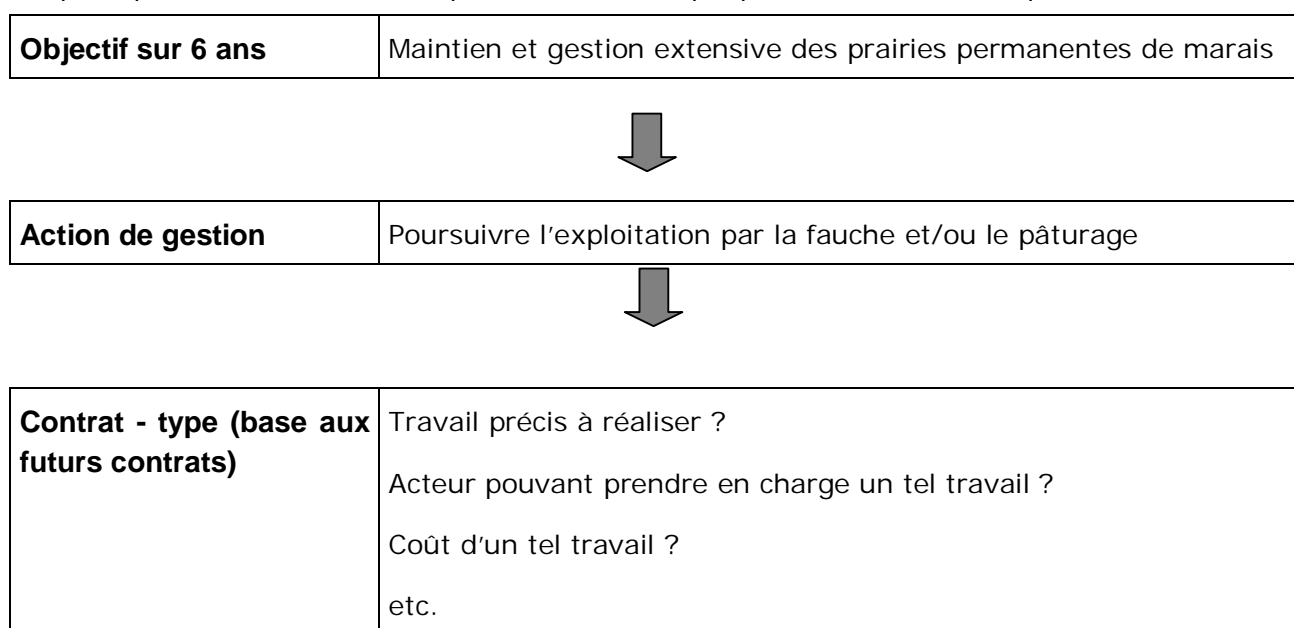 Objectif sur 6 ans
Maintien et gestion extensive des prairies permanentes de marais
Action de gestion
Poursuivre l'exploitation par la fauche et/ou le pâturage
Contrat - type (base aux
futurs contrats)
Travail précis à réaliser ?
Acteur pouvant prendre en charge un tel travail ?
Coût d'un tel travail ?
etc.